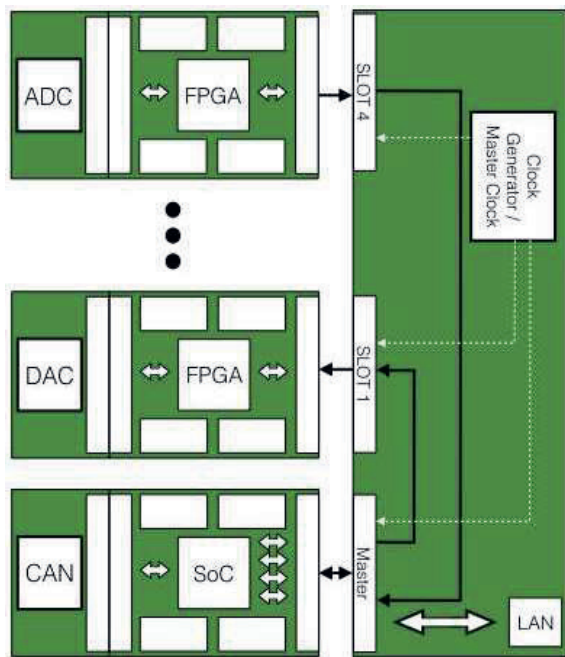 ADC
FPGA
SLOT 4
Clock
Generator /
Master Clock
DAC
FPGA
SLOT 1
CAN
SoC
Master
LAN